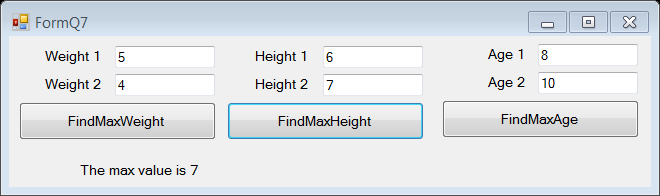 FormQ7
Weight 1 5 Height 1 6 Age 1 8
Weight 2 4 Height 2 7 Age 2 10
FindMaxWeight FindMaxHeight FindMaxAge
The max value is 7